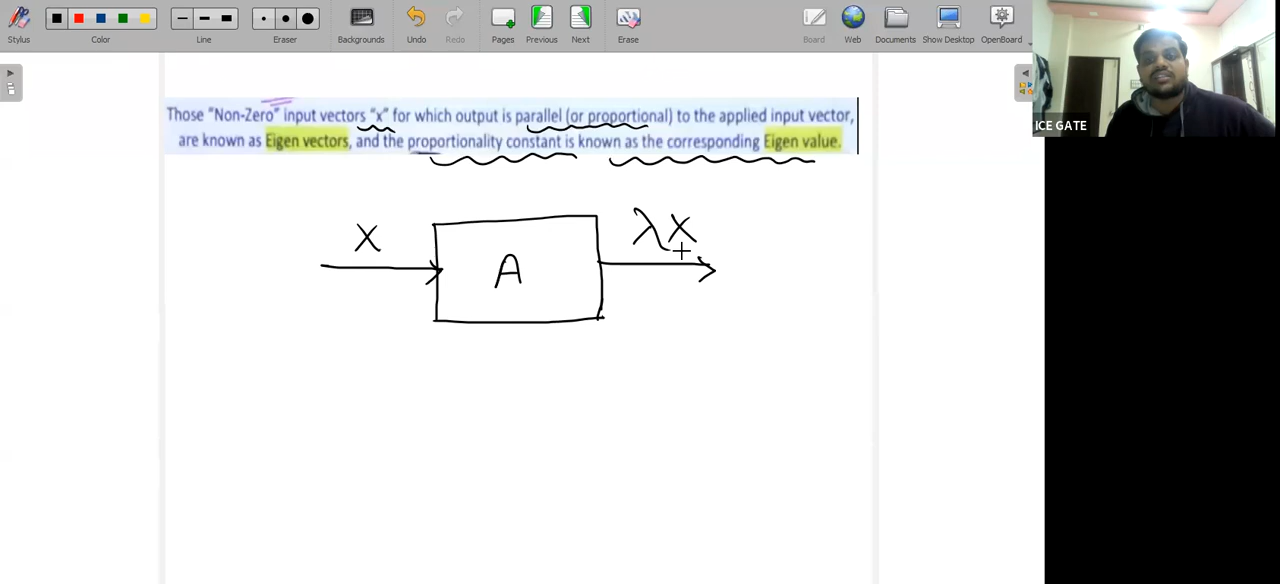 Stylus
Color
Line
Eraser
Backgrounds
Undo
Redo
Pages
Previous
Next
Erase
Board
Web
Documents
Show Desktop
OpenBoard
ICE GATE
Those "Non-Zero" input vectors "x" for which output is parallel (or proportional) to the applied input vector,
are known as Eigen vectors, and the proportionality constant is known as the corresponding Eigen value.
X
A
λX